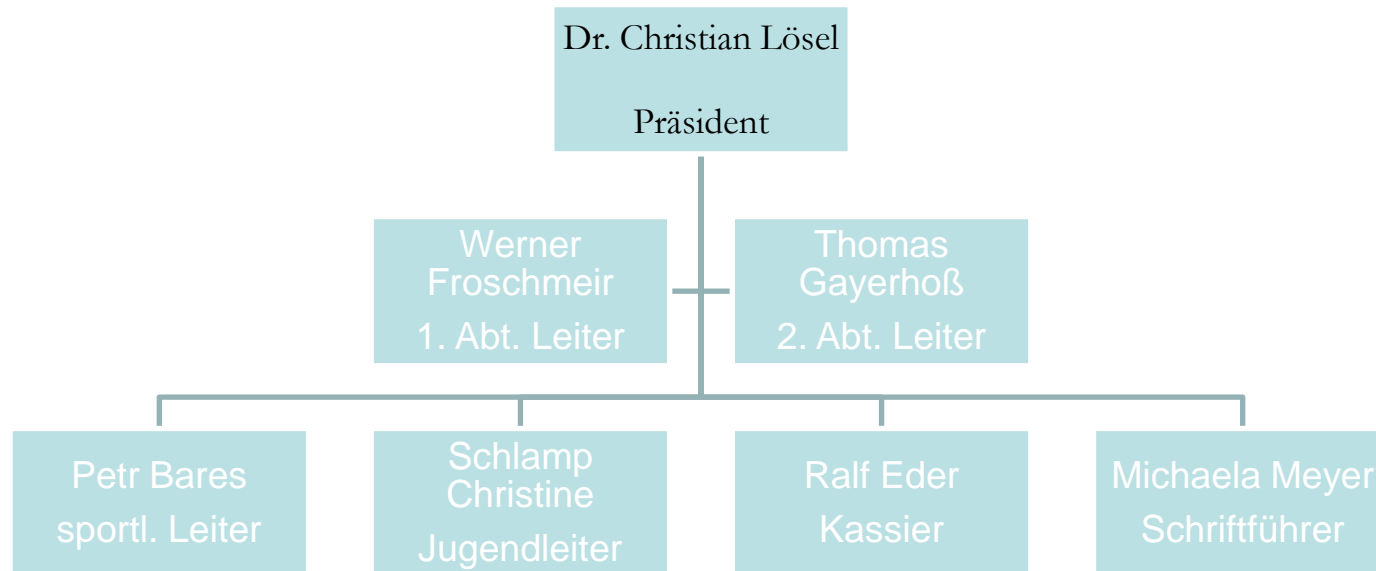 Dr. Christian Lösel
Präsident
Werner
Froschmeir
1. Abt. Leiter
Thomas
Gayerhoß
2. Abt. Leiter
Petr Bares
sportl. Leiter
Schlamp
Christine
Jugendleiter
Ralf Eder
Kassier
Michaela Meyer
Schriftführer